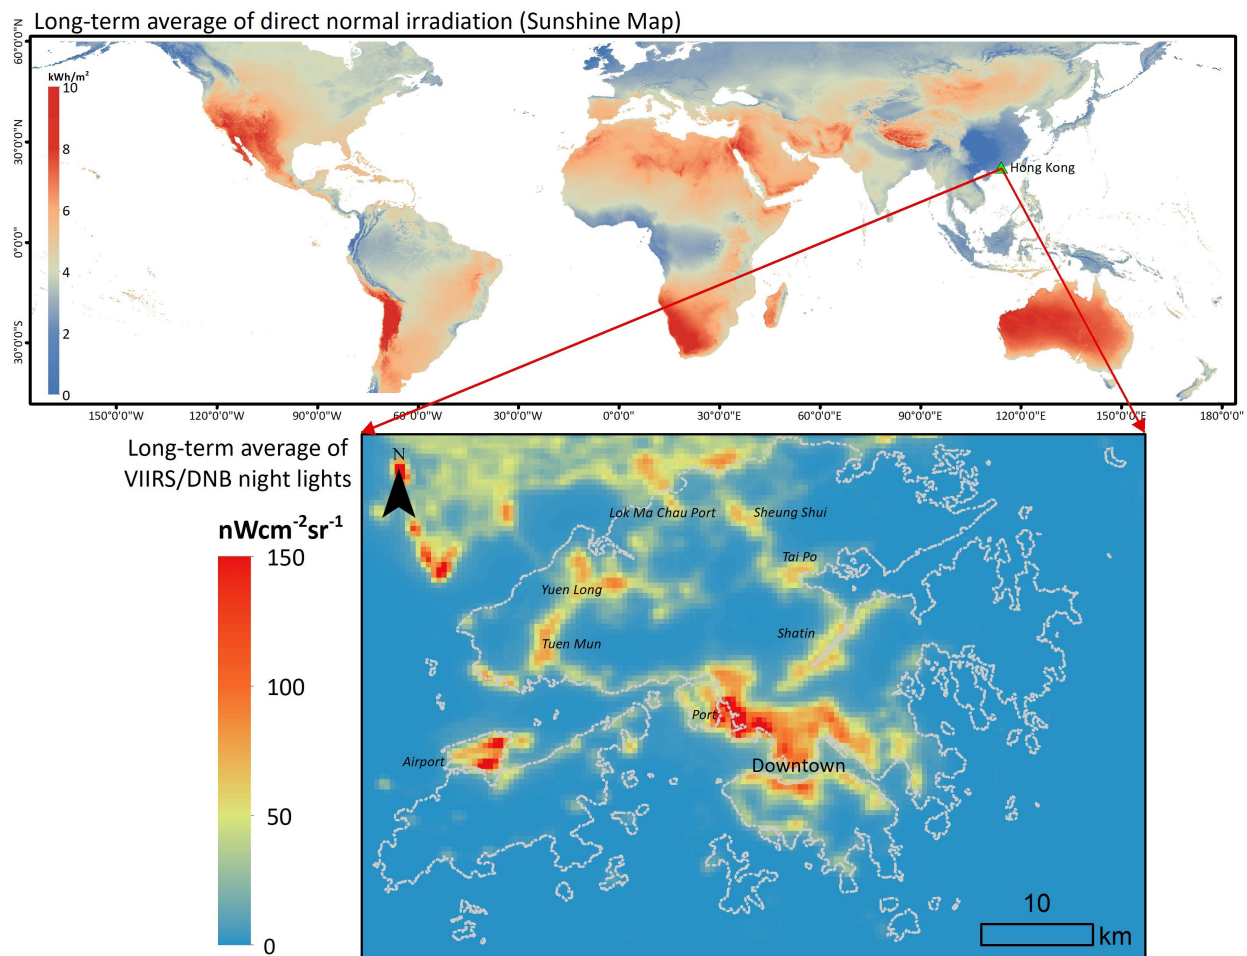 Long-term average of direct normal irradiation (Sunshine Map)
60°0'0"N
30°0'0"N
0°0'0"
30°0'0"S
kWh/m²
10
8
6
4
2
0
Hong Kong
150°0'0"W
120°0'0"W
90°0'0"W
60°0'0"W
30°0'0"W
0°0'0"
30°0'0"E
60°0'0"E
90°0'0"E
120°0'0"E
150°0'0"E
180°0'0"
Long-term average of
VIIRS/DNB night lights
nWcm⁻²sr⁻¹
150
100
50
0
N
Lok Ma Chau Port
Sheung Shui
Tai Po
Yuen Long
Tuen Mun
Shatin
Port
Airport
Downtown
10
km